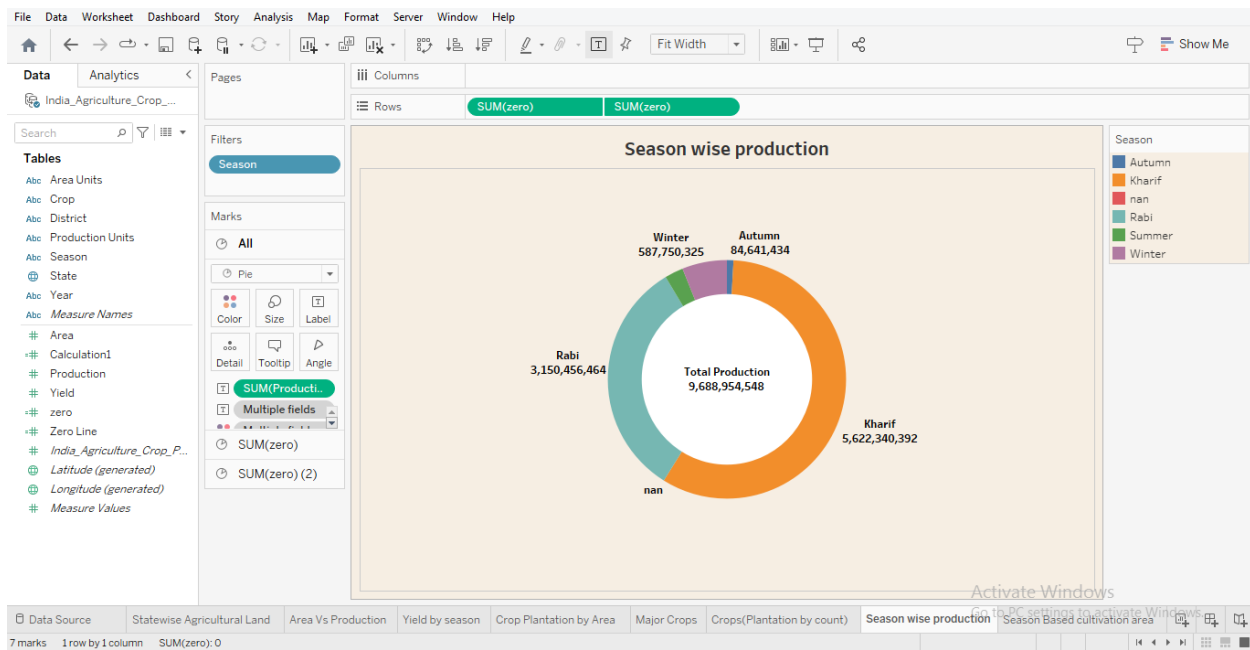 File Data Worksheet Dashboard Story Analysis Map Format Server Window Help
Fit Width
Show Me
Data Analytics
India_Agriculture_Crop_...
Search
Tables
Abc Area Units
Abc Crop
Abc District
Abc Production Units
Abc Season
State
Abc Year
Abc Measure Names
# Area
=# Calculation1
# Production
# Yield
=# zero
=# Zero Line
# India_Agriculture_Crop_P...
Latitude (generated)
Longitude (generated)
# Measure Values
Pages
Filters
Season
Marks
All
Pie
Color Size Label
Detail Tooltip Angle
SUM(Producti..
Multiple fields
SUM(zero)
SUM(zero) (2)
Columns
Rows SUM(zero) SUM(zero)
Season wise production
Winter
587,750,325
Autumn
84,641,434
Rabi
3,150,456,464
Total Production
9,688,954,548
Kharif
5,622,340,392
nan
Season
Autumn
Kharif
nan
Rabi
Summer
Winter
Activate Windows
Go to PC settings to activate Windows.
Data Source Statewise Agricultural Land Area Vs Production Yield by season Crop Plantation by Area Major Crops Crops(Plantation by count) Season wise production Season Based cultivation area
7 marks 1 row by 1 column SUM(zero): 0